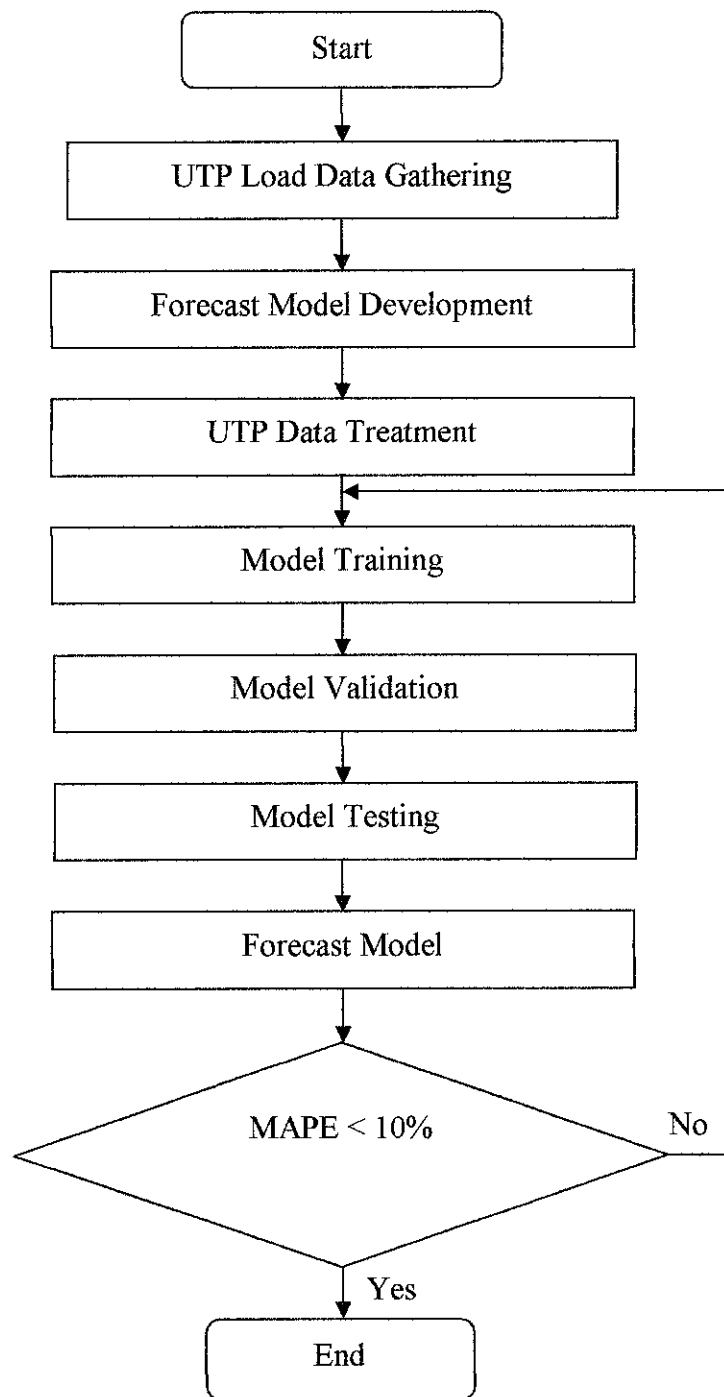 Start
UTP Load Data Gathering
Forecast Model Development
UTP Data Treatment
Model Training
Model Validation
Model Testing
Forecast Model
MAPE < 10%
No
Yes
End